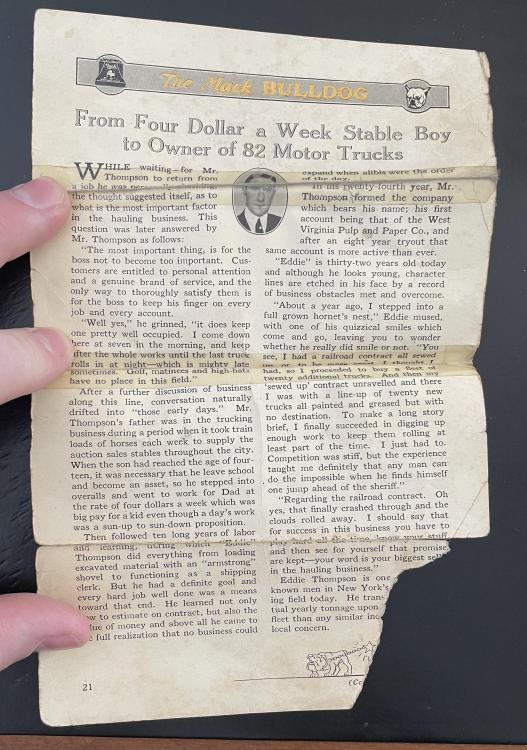 The Mack BULLDOG
From Four Dollar a Week Stable Boy
to Owner of 82 Motor Trucks
WHILE waiting for Mr.
Thompson to return from
a job he was
the thought suggested itself, as to
what is the most important factor
in the hauling business. This
question was later answered by
Mr. Thompson as follows:
"The most important thing, is for the
boss not to become too important. Cus-
tomers are entitled to personal attention
and a genuine brand of service, and the
only way to thoroughly satisfy them is
for the boss to keep his finger on every
job and every account.
"Well yes," he grinned, "it does keep
one pretty well occupied. I come down
here at seven in the morning, and keep
after the whole works until the last truck
rolls in at night—which is mighty late
sometimes. Golf, raincoats and high-hats
have no place in this field."
After a further discussion of business
along this line, conversation naturally
drifted into "those early days." Mr.
Thompson's father was in the trucking
business during a period when it took train
loads of horses each week to supply the
auction sales stables throughout the city.
When the son had reached the age of four-
teen, it was necessary that he leave school
and become an asset, so he stepped into
overalls and went to work for Dad at
the rate of four dollars a week which was
big pay for a kid even though a day's work
was a sun-up to sun-down proposition.
Then followed ten long years of labor
and learning, during which "Eddie"
Thompson did everything from loading
excavated material with an "armstrong"
shovel to functioning as a shipping
clerk. But he had a definite goal and
every hard job well done was a means
toward that end. He learned not only
to estimate on contract, but also the
value of money and above all he came to
full realization that no business could
expand when alibis were the order
of the day.
In his twenty-fourth year, Mr.
Thompson formed the company
which bears his name; his first
account being that of the West
Virginia Pulp and Paper Co., and
after an eight year tryout that
same account is more active than ever.
"Eddie" is thirty-two years old today
and although he looks young, character
lines are etched in his face by a record
of business obstacles met and overcome.
"About a year ago, I stepped into a
full grown hornet's nest," Eddie mused,
with one of his quizzical smiles which
come and go, leaving you to wonder
whether he really did smile or not. "You
see, I had a railroad contract all sewed
had, so I proceeded to buy a fleet of
twenty additional trucks. And then my
'sewed up' contract unravelled and there
I was with a line-up of twenty new
trucks all painted and greased but with
no destination. To make a long story
brief, I finally succeeded in digging up
enough work to keep them rolling at
least part of the time. I just had to.
Competition was stiff, but the experience
taught me definitely that any man can
do the impossible when he finds himself
one jump ahead of the sheriff."
"Regarding the railroad contract. Oh
yes, that finally crashed through and the
clouds rolled away. I should say that
for success in this business you have to
play hard all the time, know your stuff
and then see for yourself that promises
are kept—your word is your biggest sell
in the hauling business."
Eddie Thompson is one
known men in New York's
ing field today. He tran
tual yearly tonnage upon
fleet than any similar inc
local concern.
21